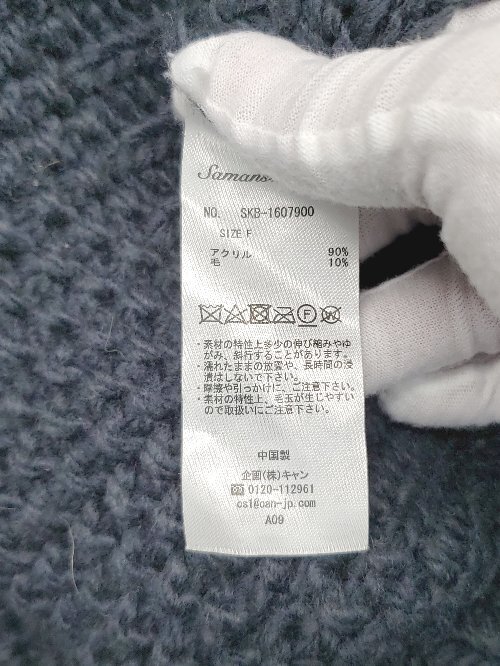 Samans
NO. SKB-1607900
SIZE F
アクリル 90%
毛 10%
F W
・素材の特性上多少の伸び縮みやゆ
がみ、斜行することがあります。
・濡れたままの放置や、長時間の浸
漬はしないで下さい。
・摩擦や引っかけに、ご注意下さい。
・素材の特性上、毛玉が生じやすい
ので取扱いにご注意下さい。
中国製
企画(株)キャン
0120-112961
cs1@can-jp.com
A09